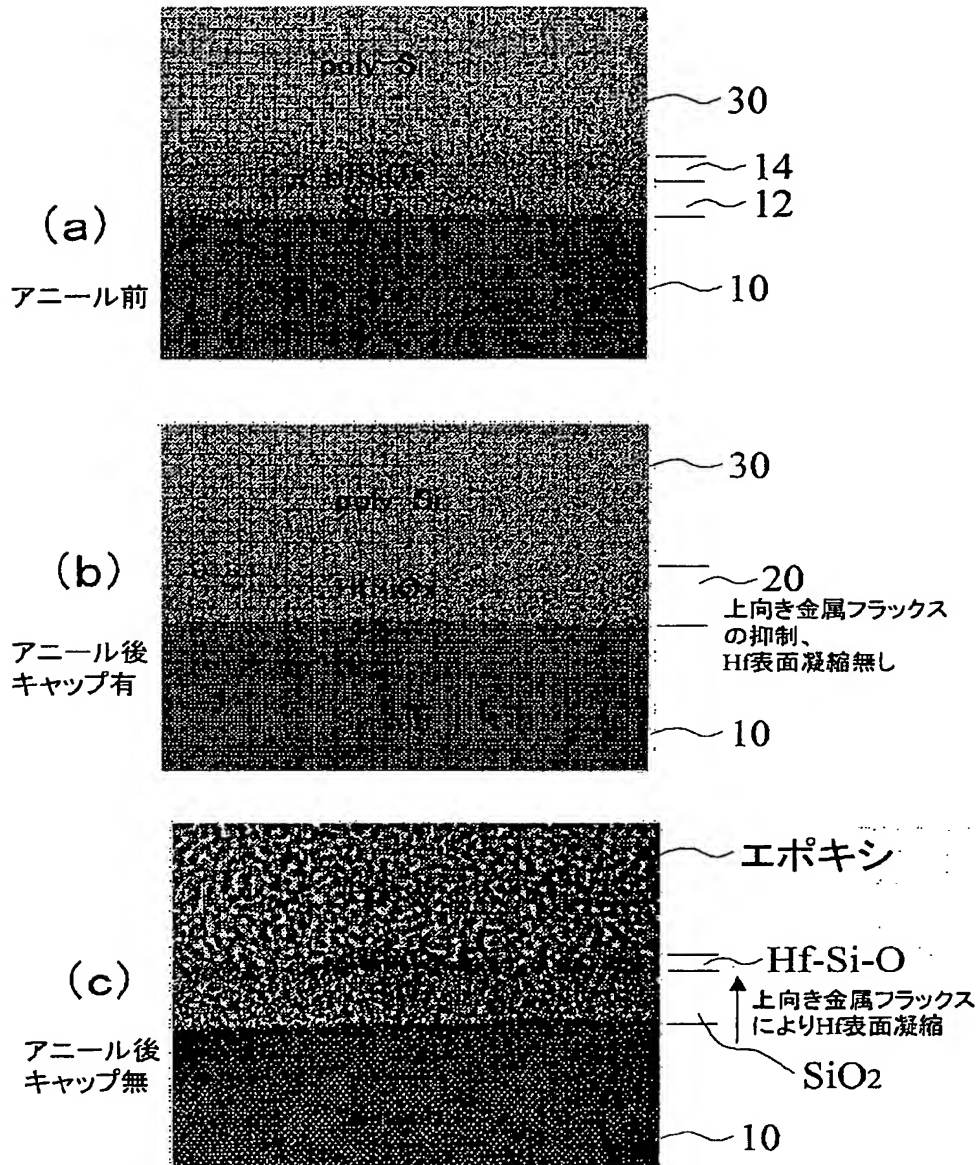 poly-Si
30
14
HfSiOx
12
(a)
アニール前
10
30
poly-Si
(b)
20
HfSiOx
上向き金属フラックス
の抑制、
Hf表面凝縮無し
アニール後
キャップ有
10
エポキシ
Hf-Si-O
(c)
上向き金属フラックス
によりHf表面凝縮
アニール後
キャップ無
SiO2
10